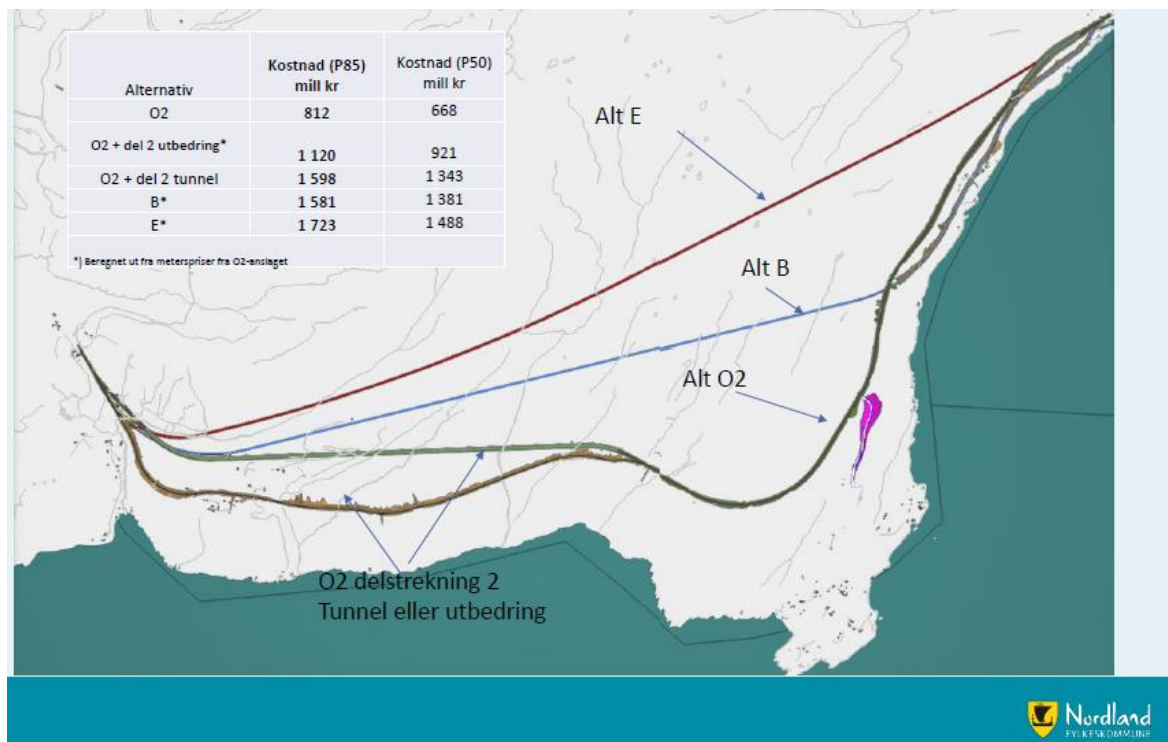 Alternativ Kostnad (P85) mill kr Kostnad (P50) mill kr
O2 812 668
O2 + del 2 utbedring* 1 120 921
O2 + del 2 tunnel 1 598 1 343
B* 1 581 1 381
E* 1 723 1 488
*) Beregnet ut fra meterspriser fra O2-anslaget
Alt E
Alt B
Alt O2
O2 delstrekning 2
Tunnel eller utbedring
Nordland
FYLKESKOMMUNE